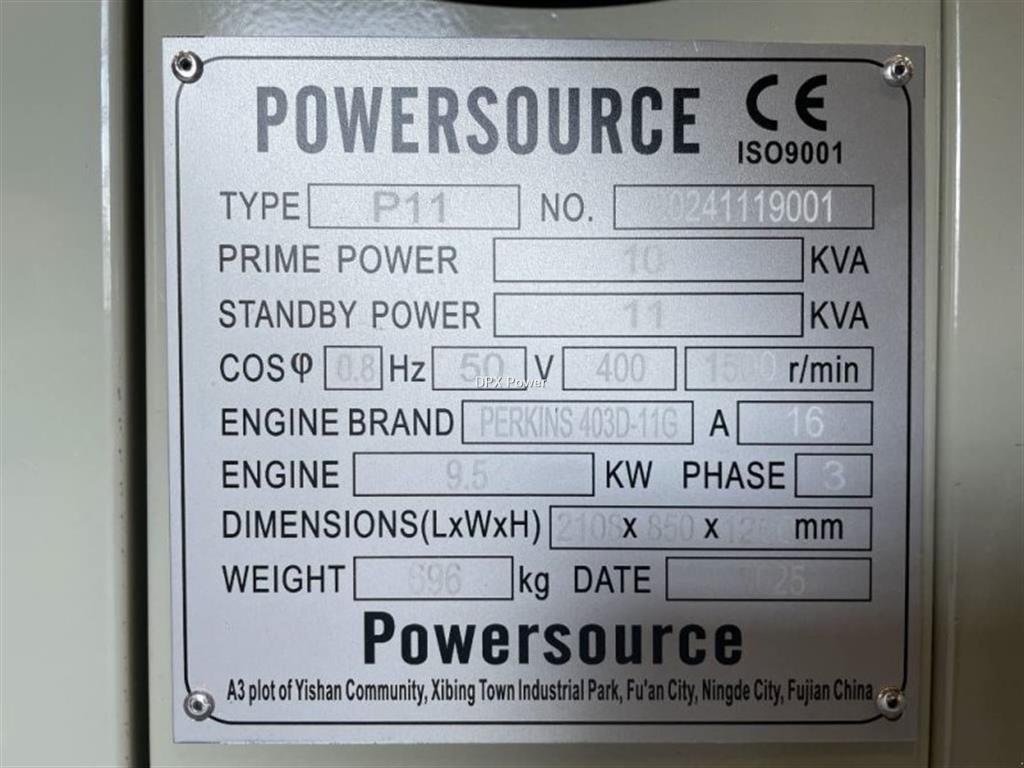 POWERSOURCE CE
ISO9001
TYPE P11 NO. 20241119001
PRIME POWER 10 KVA
STANDBY POWER 11 KVA
COSφ 0.8 Hz 50 V 400 1500 r/min
DPX Power
ENGINE BRAND PERKINS 403D-11G A 16
ENGINE 9.5 KW PHASE 3
DIMENSIONS(LxWxH) 2108 x 850 x mm
WEIGHT 696 kg DATE 2025
Powersource
A3 plot of Yishan Community, Xibing Town Industrial Park, Fu'an City, Ningde City, Fujian China